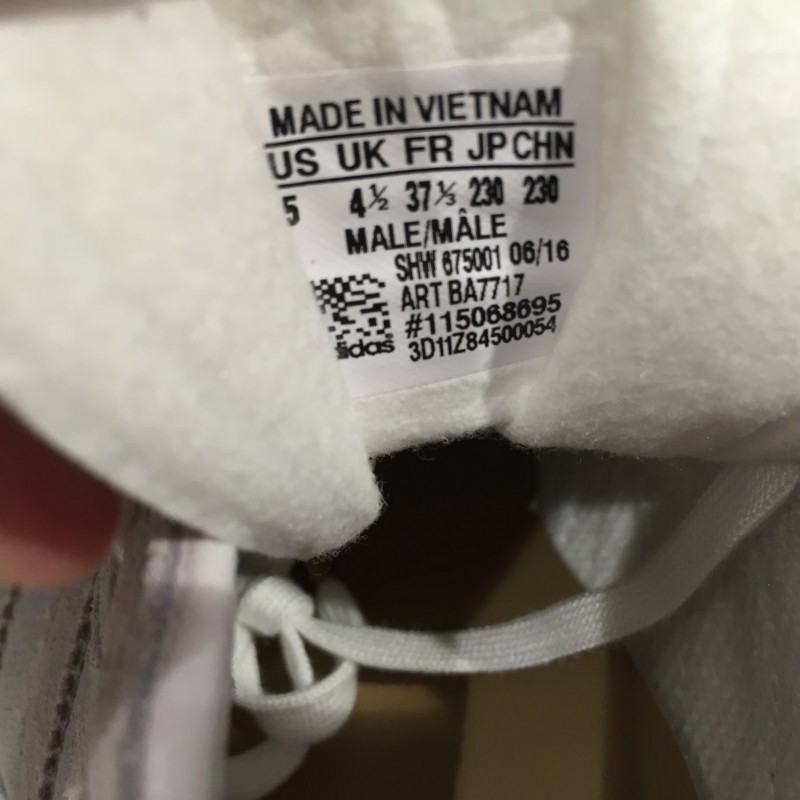 MADE IN VIETNAM
US UK FR JP CHN
5 4½ 37⅓ 230 230
MALE/MÂLE
SHW 675001 06/16
ART BA7717
#115068695
3D11Z84500054
adidas